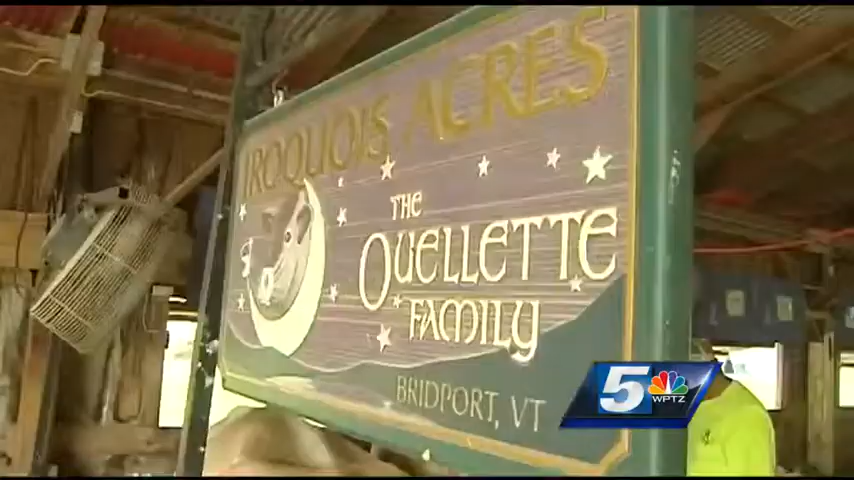 IROQUOIS ACRES
THE
OUELLETTE
FAMILY
BRIDPORT, VT
5
WPTZ